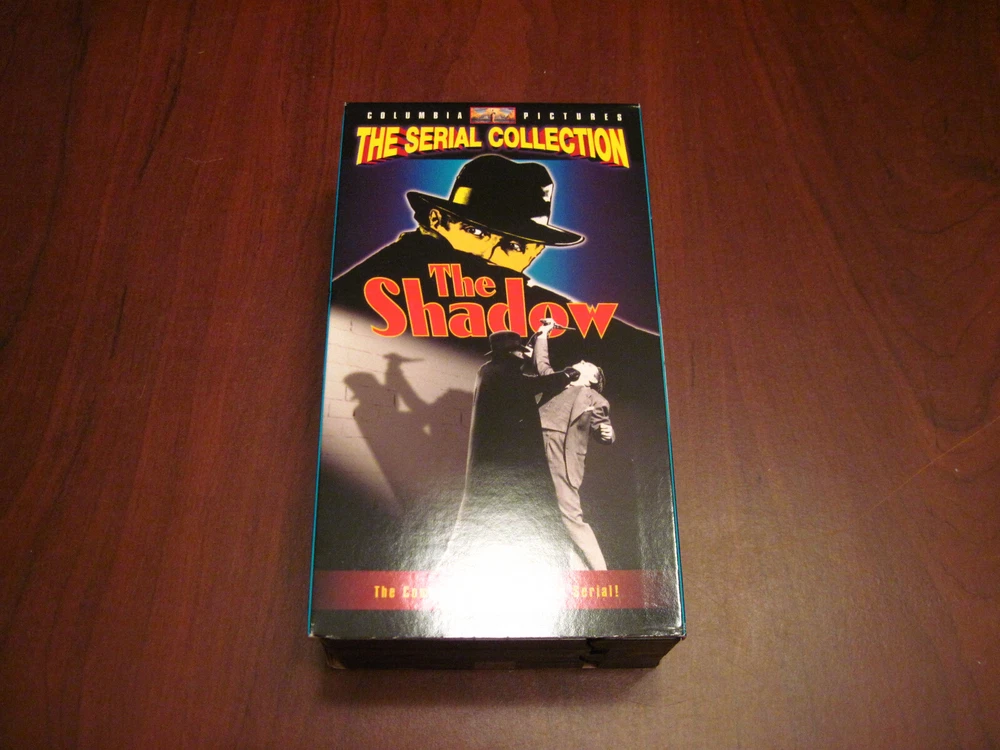 COLUMBIA PICTURES
THE SERIAL COLLECTION
The
Shadow
The Serial!